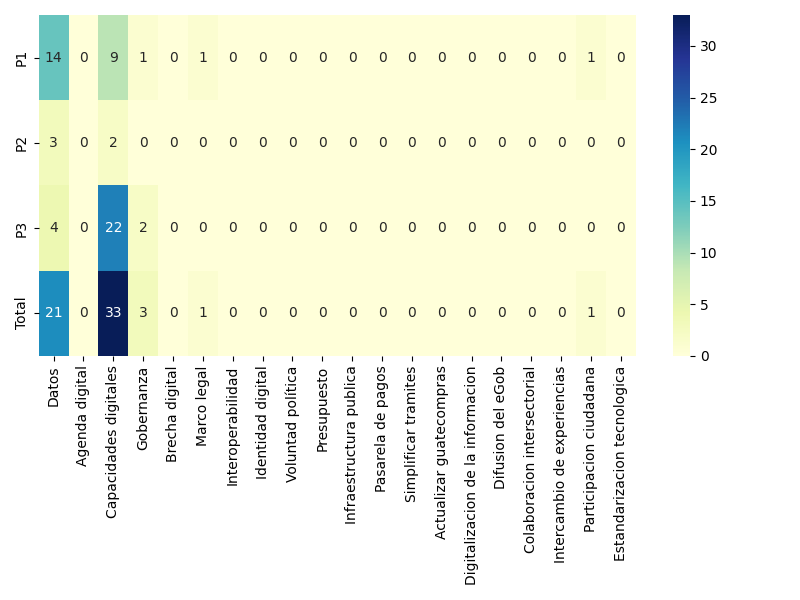 P1 14 0 9 1 0 1 0 0 0 0 0 0 0 0 0 0 0 0 1 0
P2 3 0 2 0 0 0 0 0 0 0 0 0 0 0 0 0 0 0 0 0
P3 4 0 22 2 0 0 0 0 0 0 0 0 0 0 0 0 0 0 0 0
Total 21 0 33 3 0 1 0 0 0 0 0 0 0 0 0 0 0 0 1 0
Datos
Agenda digital
Capacidades digitales
Gobernanza
Brecha digital
Marco legal
Interoperabilidad
Identidad digital
Voluntad politica
Presupuesto
Infraestructura publica
Pasarela de pagos
Simplificar tramites
Actualizar guatecompras
Digitalizacion de la informacion
Difusion del eGob
Colaboracion intersectorial
Intercambio de experiencias
Participacion ciudadana
Estandarizacion tecnologica
30
25
20
15
10
5
0